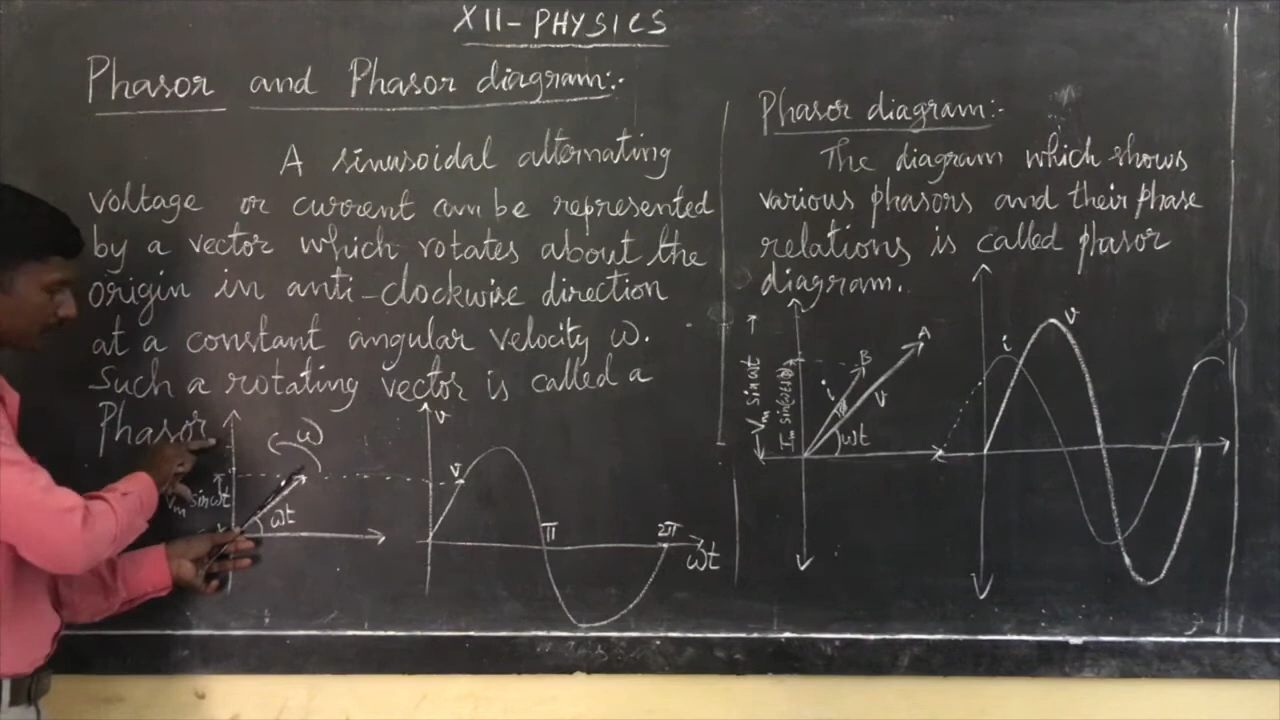 XII-PHYSICS
Phasor and Phasor diagram:-
A sinusoidal alternating
voltage or current can be represented
by a vector which rotates about the
origin in anti-clockwise direction
at a constant angular velocity ω.
Such a rotating vector is called a
Phasor
ω
Vm sin ωt
ωt
v
v
π
2π
ωt
Phasor diagram:-
The diagram which shows
various phasors and their phase
relations is called phasor
diagram.
Vm sin ωt
A
B
i
v
ωt
i
v